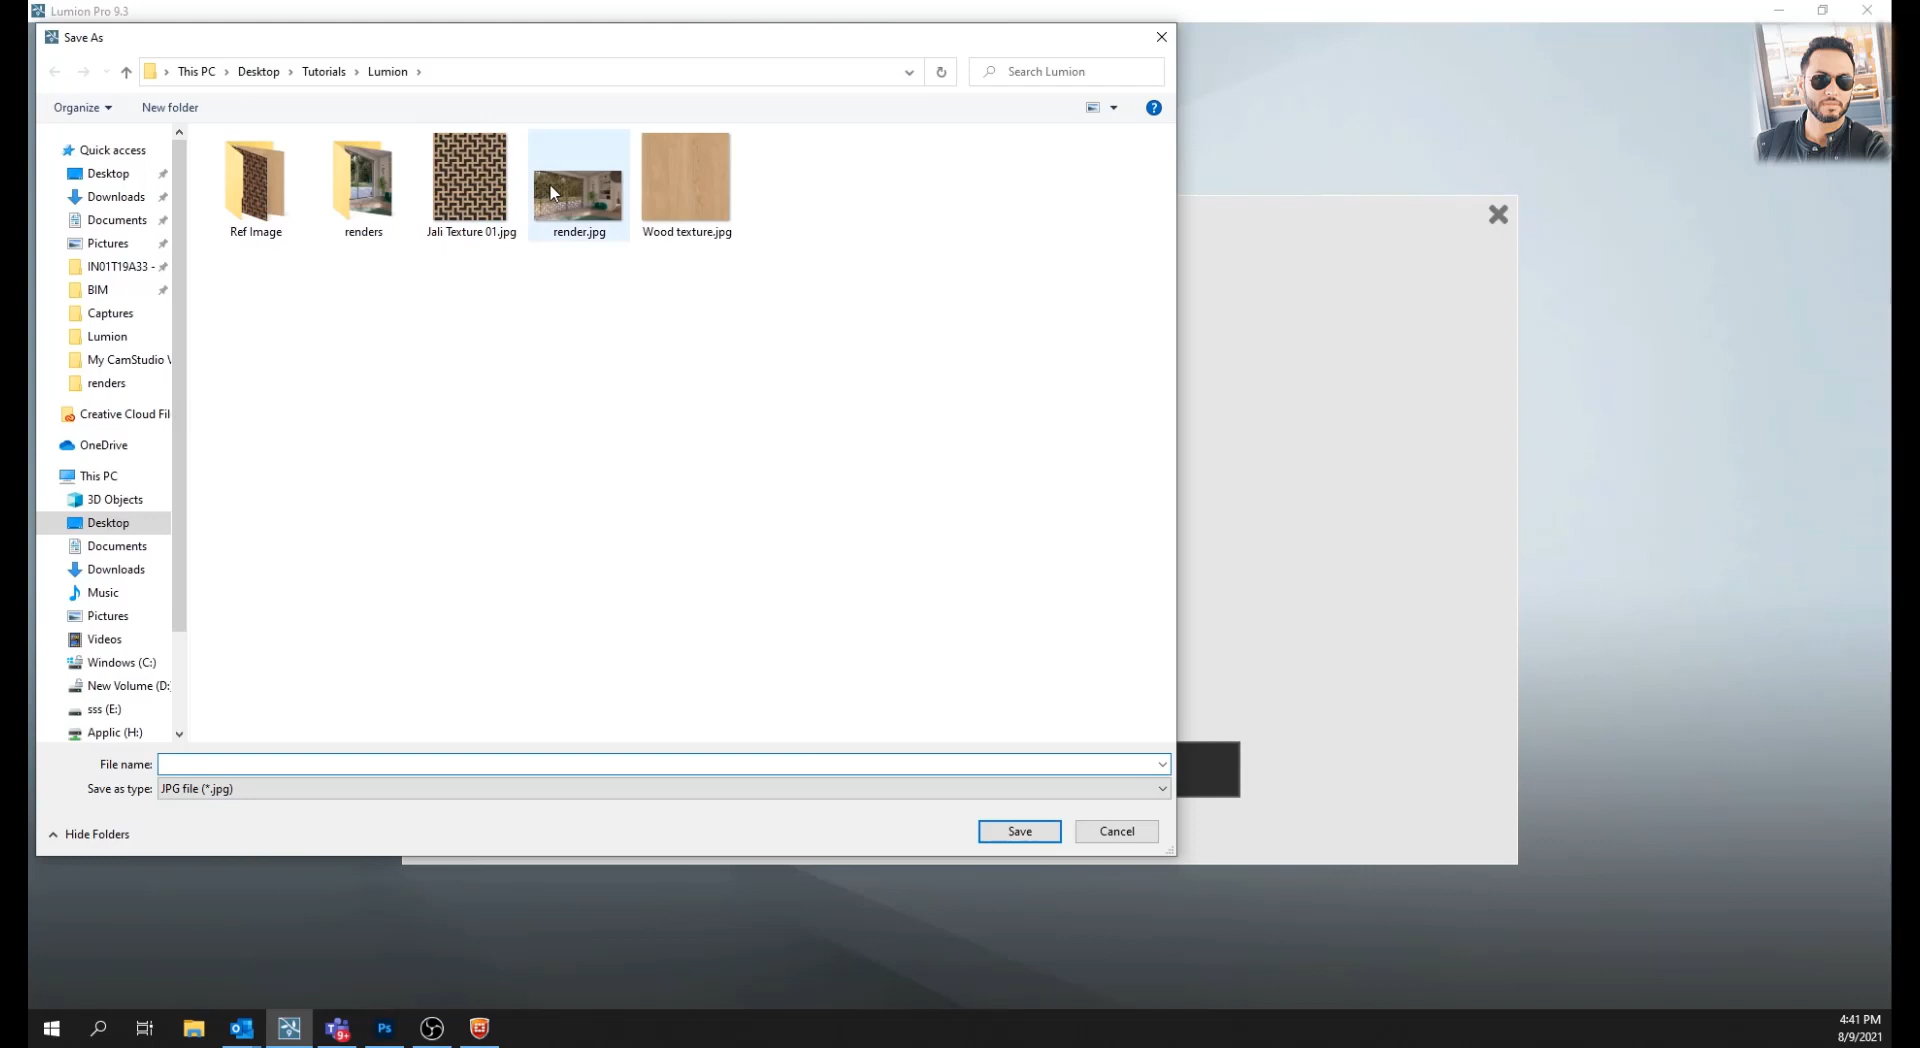 Lumion Pro 9.3
Save As
This PC
Desktop
Tutorials
Lumion
Search Lumion
Organize
New folder
?
Quick access
Desktop
Downloads
Documents
Pictures
IN01T19A33 -
BIM
Captures
Lumion
My CamStudio V
renders
Creative Cloud Fil
OneDrive
This PC
3D Objects
Desktop
Documents
Downloads
Music
Pictures
Videos
Windows (C:)
New Volume (D:
sss (E:)
Applic (H:)
Ref Image
renders
Jali Texture 01.jpg
render.jpg
Wood texture.jpg
File name:
Save as type: JPG file (*.jpg)
Hide Folders
Save
Cancel
9+
Ps
4:41 PM
8/9/2021